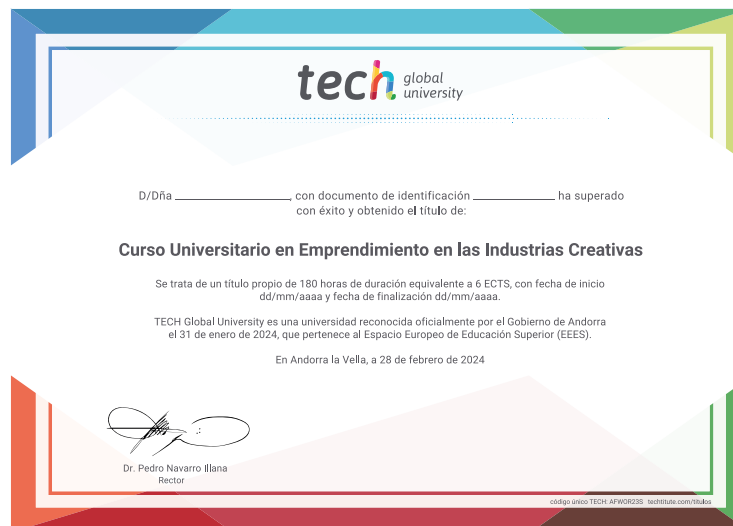 tech global university
D/Dña ________________, con documento de identificación ____________ ha superado
con éxito y obtenido el título de:
Curso Universitario en Emprendimiento en las Industrias Creativas
Se trata de un título propio de 180 horas de duración equivalente a 6 ECTS, con fecha de inicio
dd/mm/aaaa y fecha de finalización dd/mm/aaaa.
TECH Global University es una universidad reconocida oficialmente por el Gobierno de Andorra
el 31 de enero de 2024, que pertenece al Espacio Europeo de Educación Superior (EEES).
En Andorra la Vella, a 28 de febrero de 2024
Dr. Pedro Navarro Illana
Rector
código único TECH: AFWOR23S techtitute.com/titulos